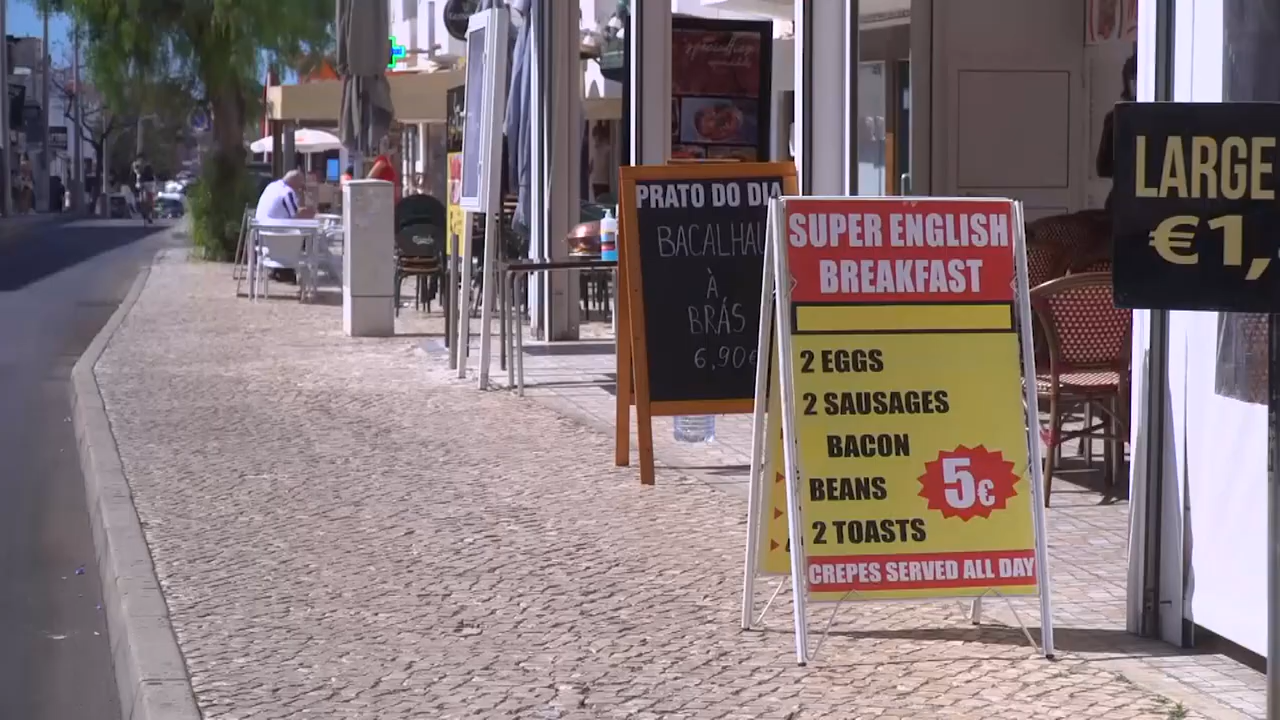 PRATO DO DIA
BACALHAU
À
BRÁS
6,90€
SUPER ENGLISH
BREAKFAST
2 EGGS
2 SAUSAGES
BACON
BEANS
2 TOASTS
5€
CREPES SERVED ALL DAY
LARGE
€1,